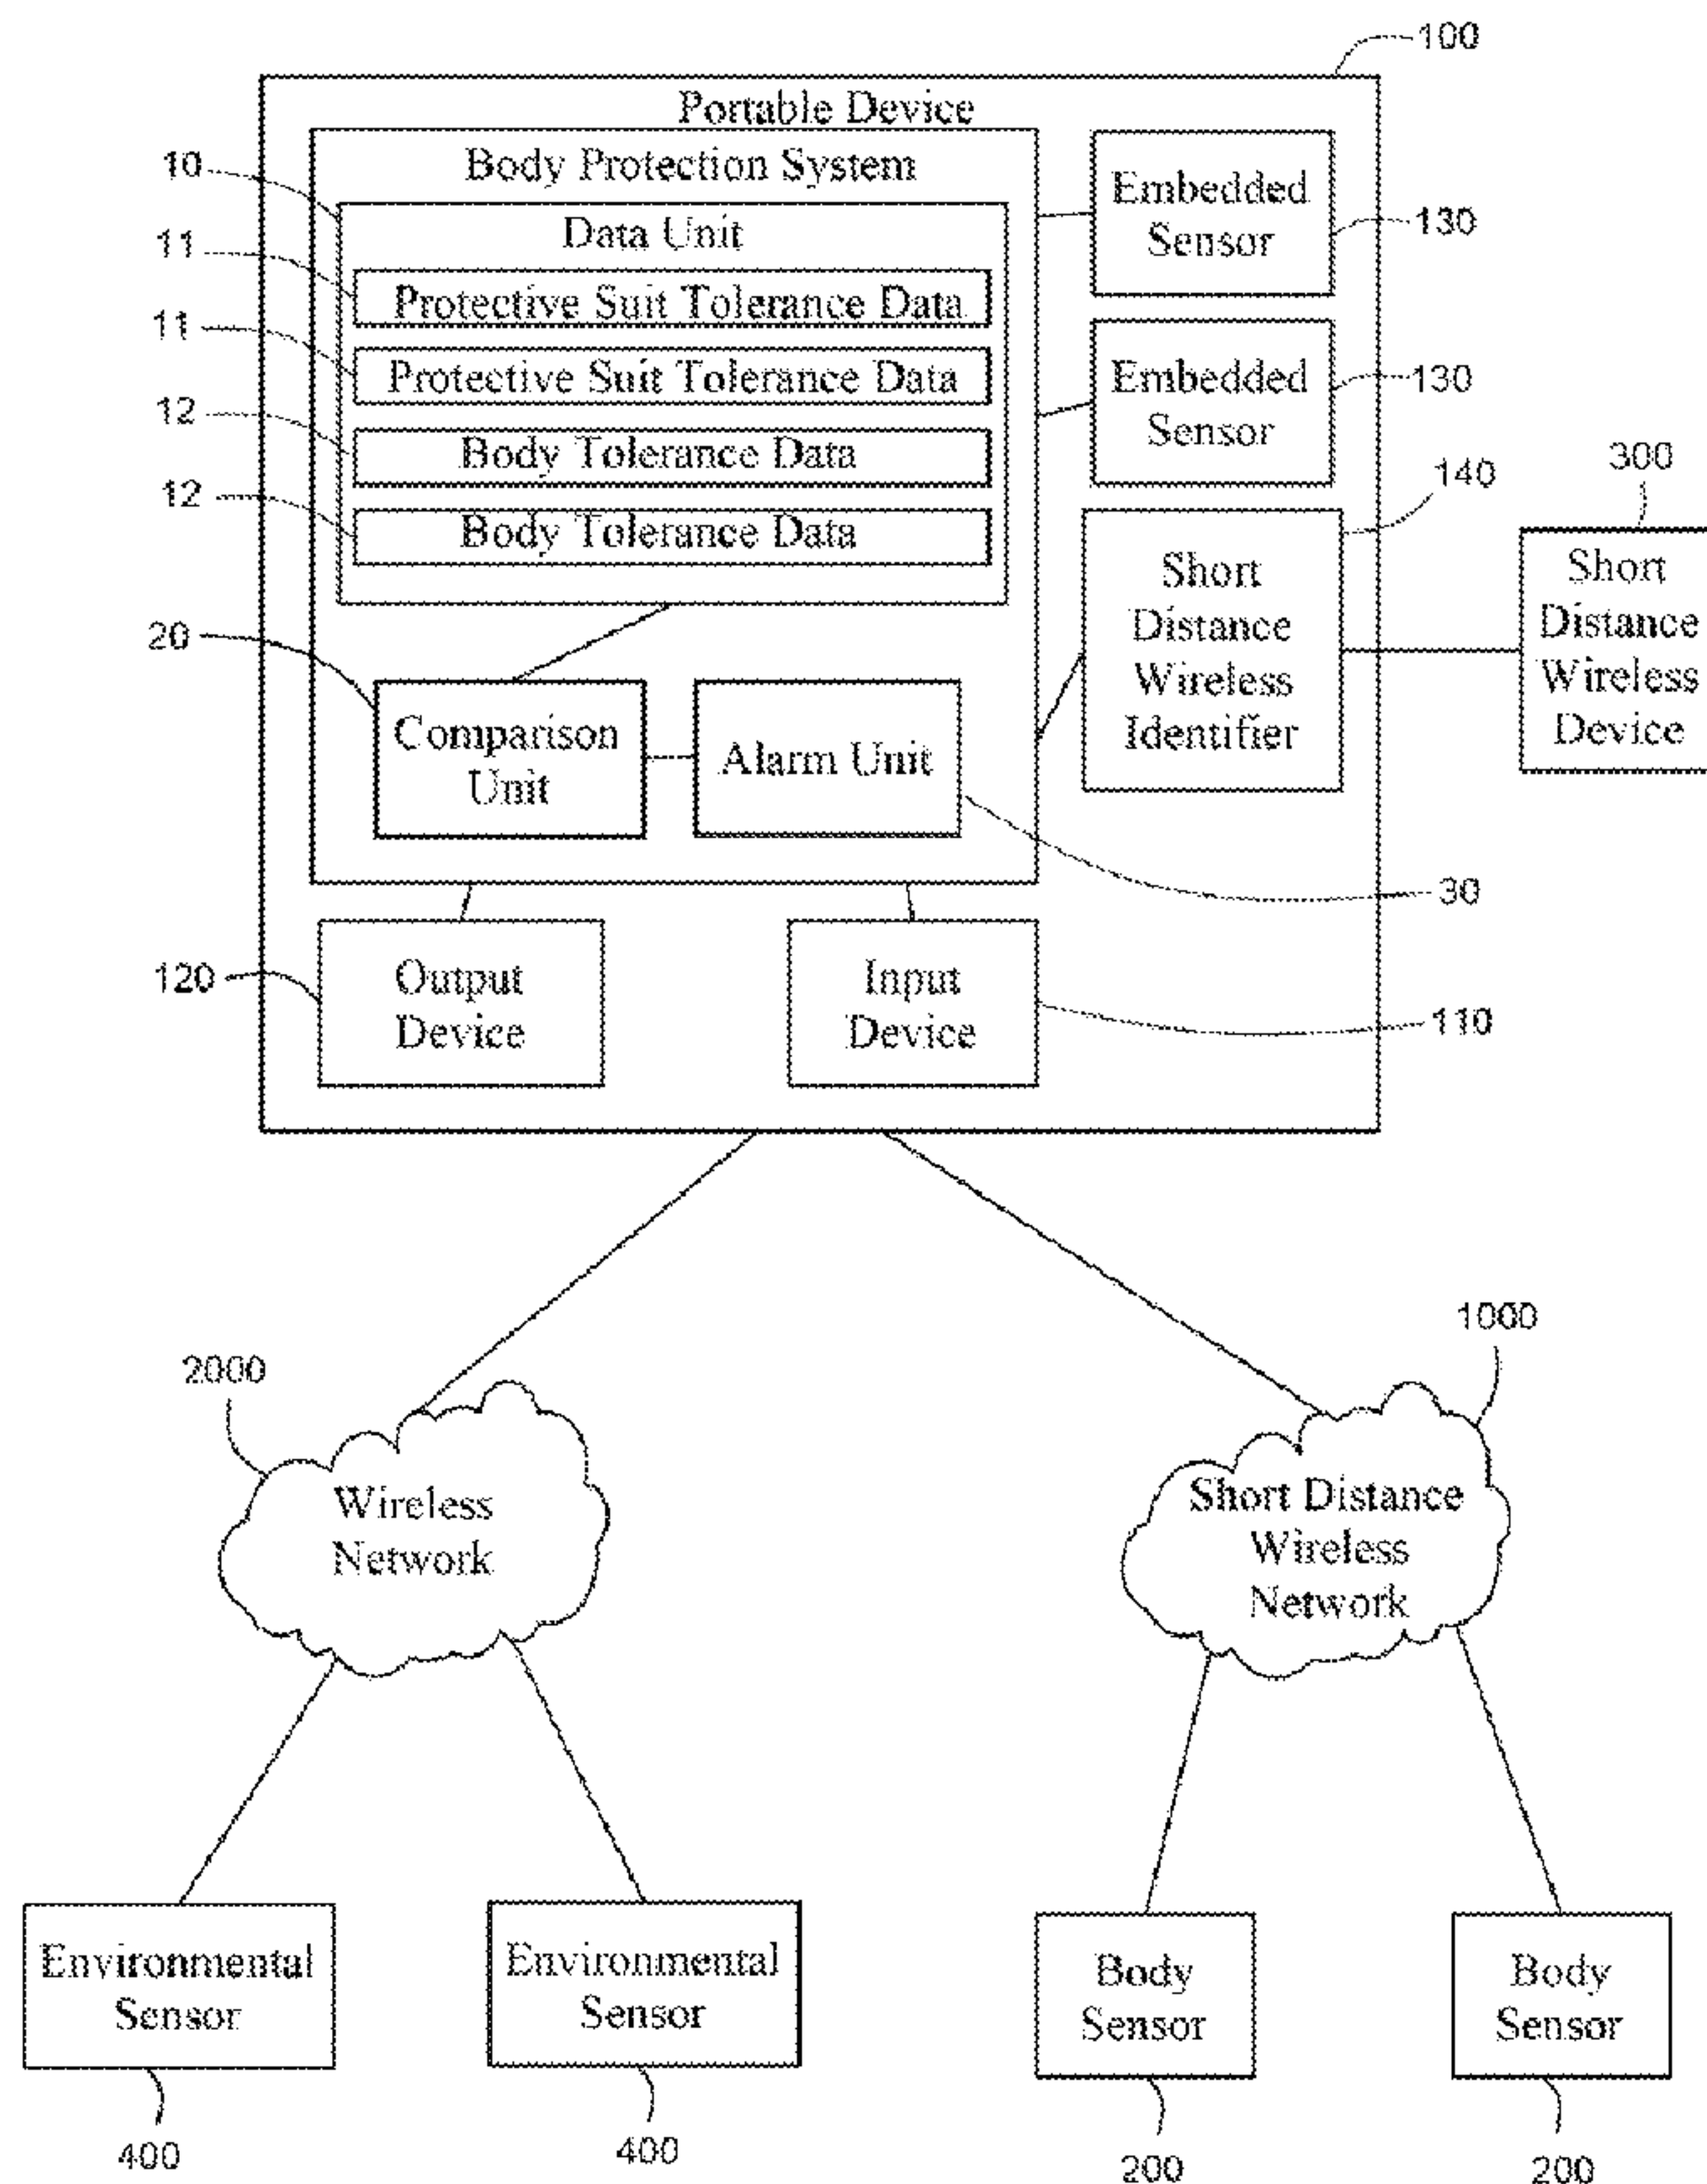 100
Portable Device
Body Protection System
10
Data Unit
11
Protective Suit Tolerance Data
11
Protective Suit Tolerance Data
12
Body Tolerance Data
12
Body Tolerance Data
Embedded
Sensor
130
Embedded
Sensor
130
140
300
Short
Distance
Wireless
Identifier
Short
Distance
Wireless
Device
20
Comparison
Unit
Alarm Unit
30
120
Output
Device
Input
Device
110
2000
Wireless
Network
1000
Short Distance
Wireless
Network
Environmental
Sensor
Environmental
Sensor
Body
Sensor
Body
Sensor
400
400
200
200